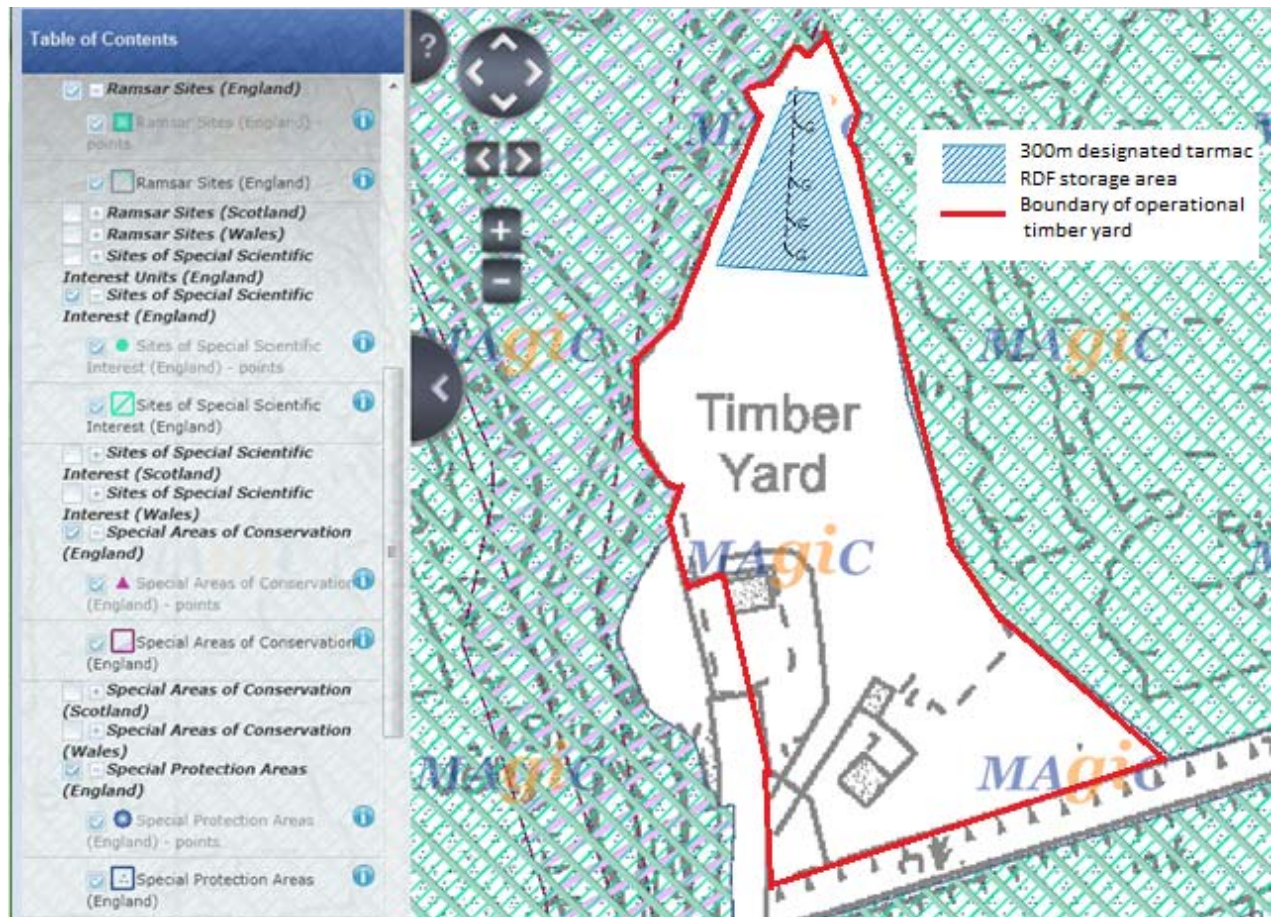 Table of Contents
Ramsar Sites (England)
Ramsar Sites (England) -
points
Ramsar Sites (England)
Ramsar Sites (Scotland)
Ramsar Sites (Wales)
Sites of Special Scientific
Interest Units (England)
Sites of Special Scientific
Interest (England)
Sites of Special Scientific
Interest (England) - points
Sites of Special Scientific
Interest (England)
Sites of Special Scientific
Interest (Scotland)
Sites of Special Scientific
Interest (Wales)
Special Areas of Conservation
(England)
Special Areas of Conservation
(England) - points
Special Areas of Conservation
(England)
Special Areas of Conservation
(Scotland)
Special Areas of Conservation
(Wales)
Special Protection Areas
(England)
Special Protection Areas
(England) - points
Special Protection Areas
(England)
?
300m designated tarmac
RDF storage area
Boundary of operational
timber yard
MAgiC
MAgiC
MAgiC
Timber
Yard
MAgiC
MAgiC
MAgiC